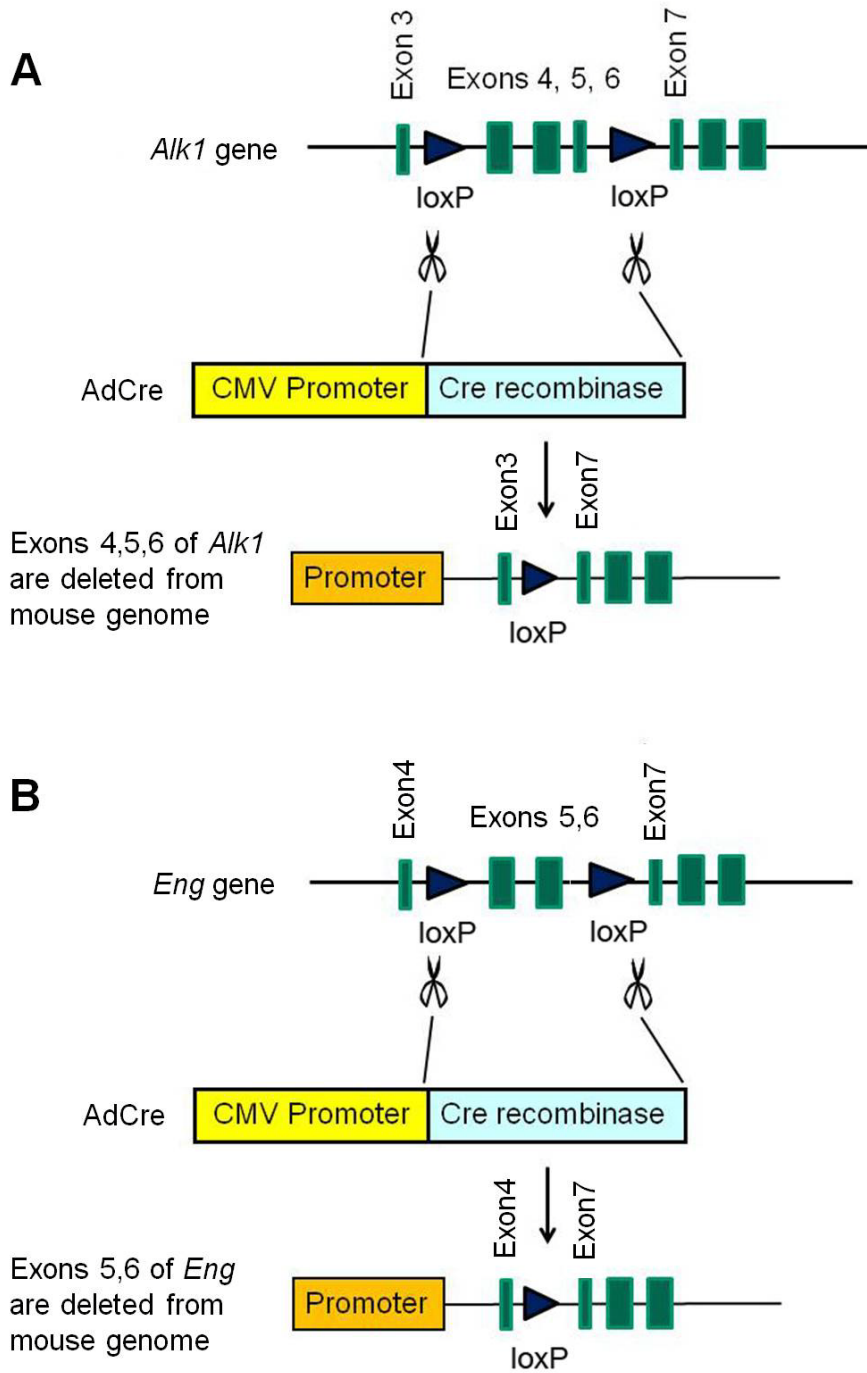 A
Exon 3
Exons 4, 5, 6
Exon 7
Alk1 gene
loxP
loxP
AdCre
CMV Promoter
Cre recombinase
Exon3
Exon7
Exons 4,5,6 of Alk1
are deleted from
mouse genome
Promoter
loxP
B
Exon4
Exons 5,6
Exon7
Eng gene
loxP
loxP
AdCre
CMV Promoter
Cre recombinase
Exon4
Exon7
Exons 5,6 of Eng
are deleted from
mouse genome
Promoter
loxP